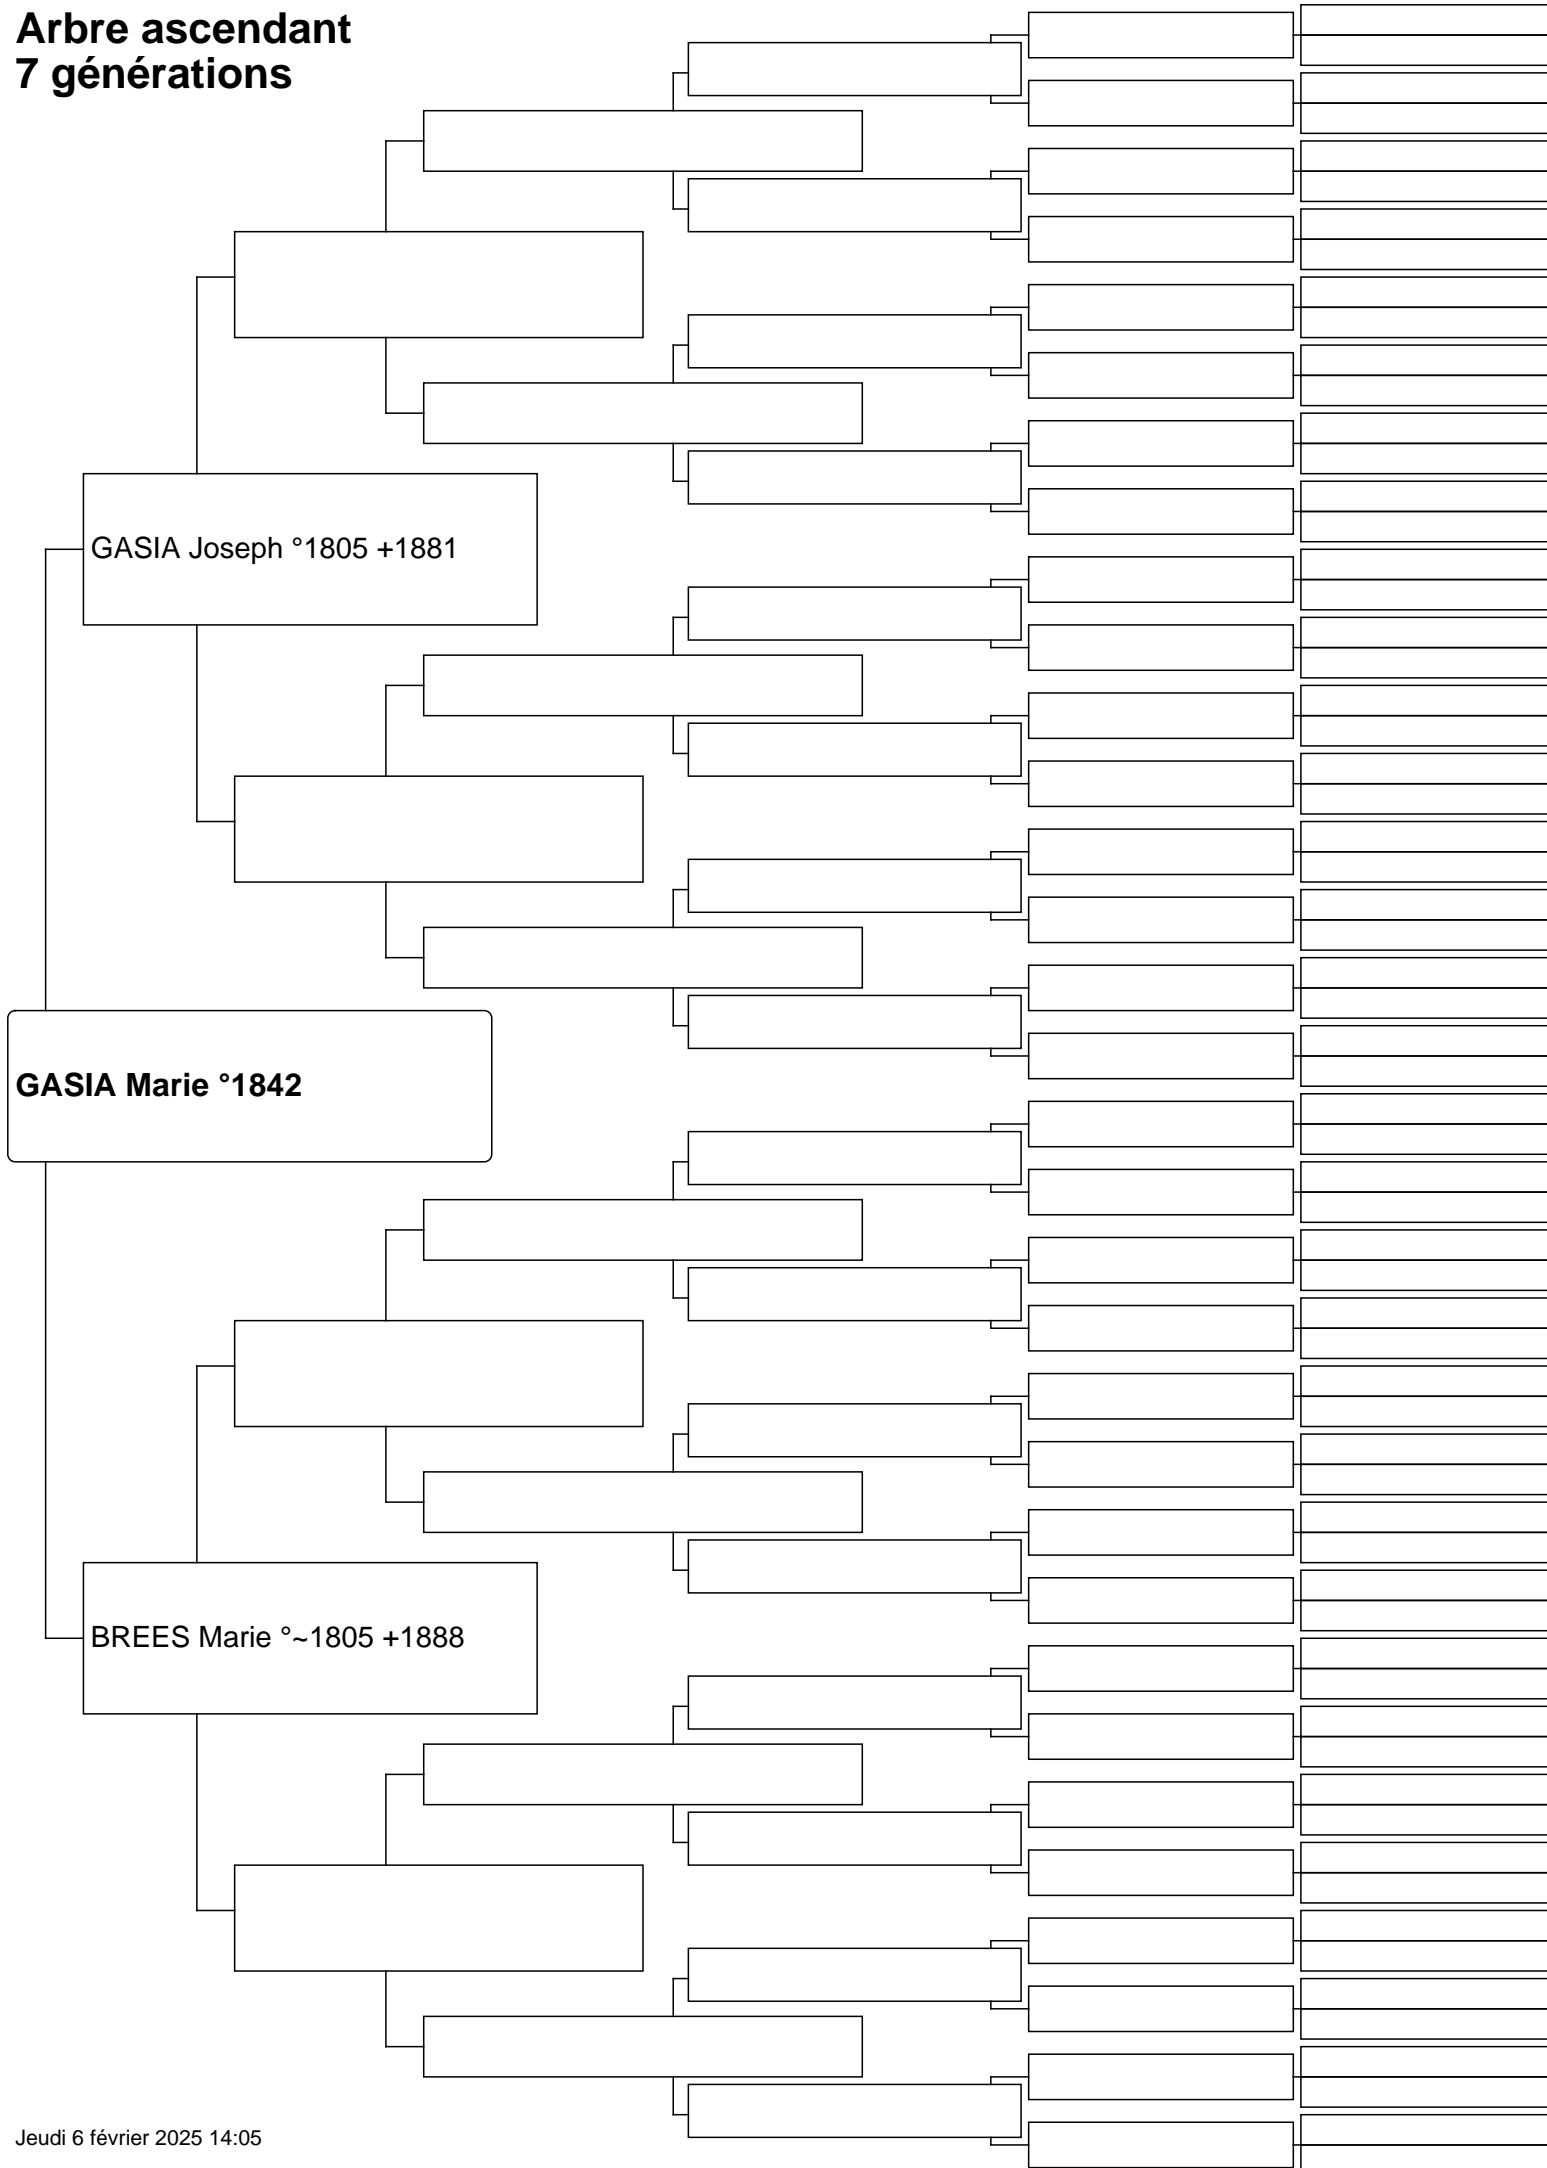 Arbre ascendant
7 générations
GASIA Joseph °1805 +1881
GASIA Marie °1842
BREES Marie °~1805 +1888
Jeudi 6 février 2025 14:05